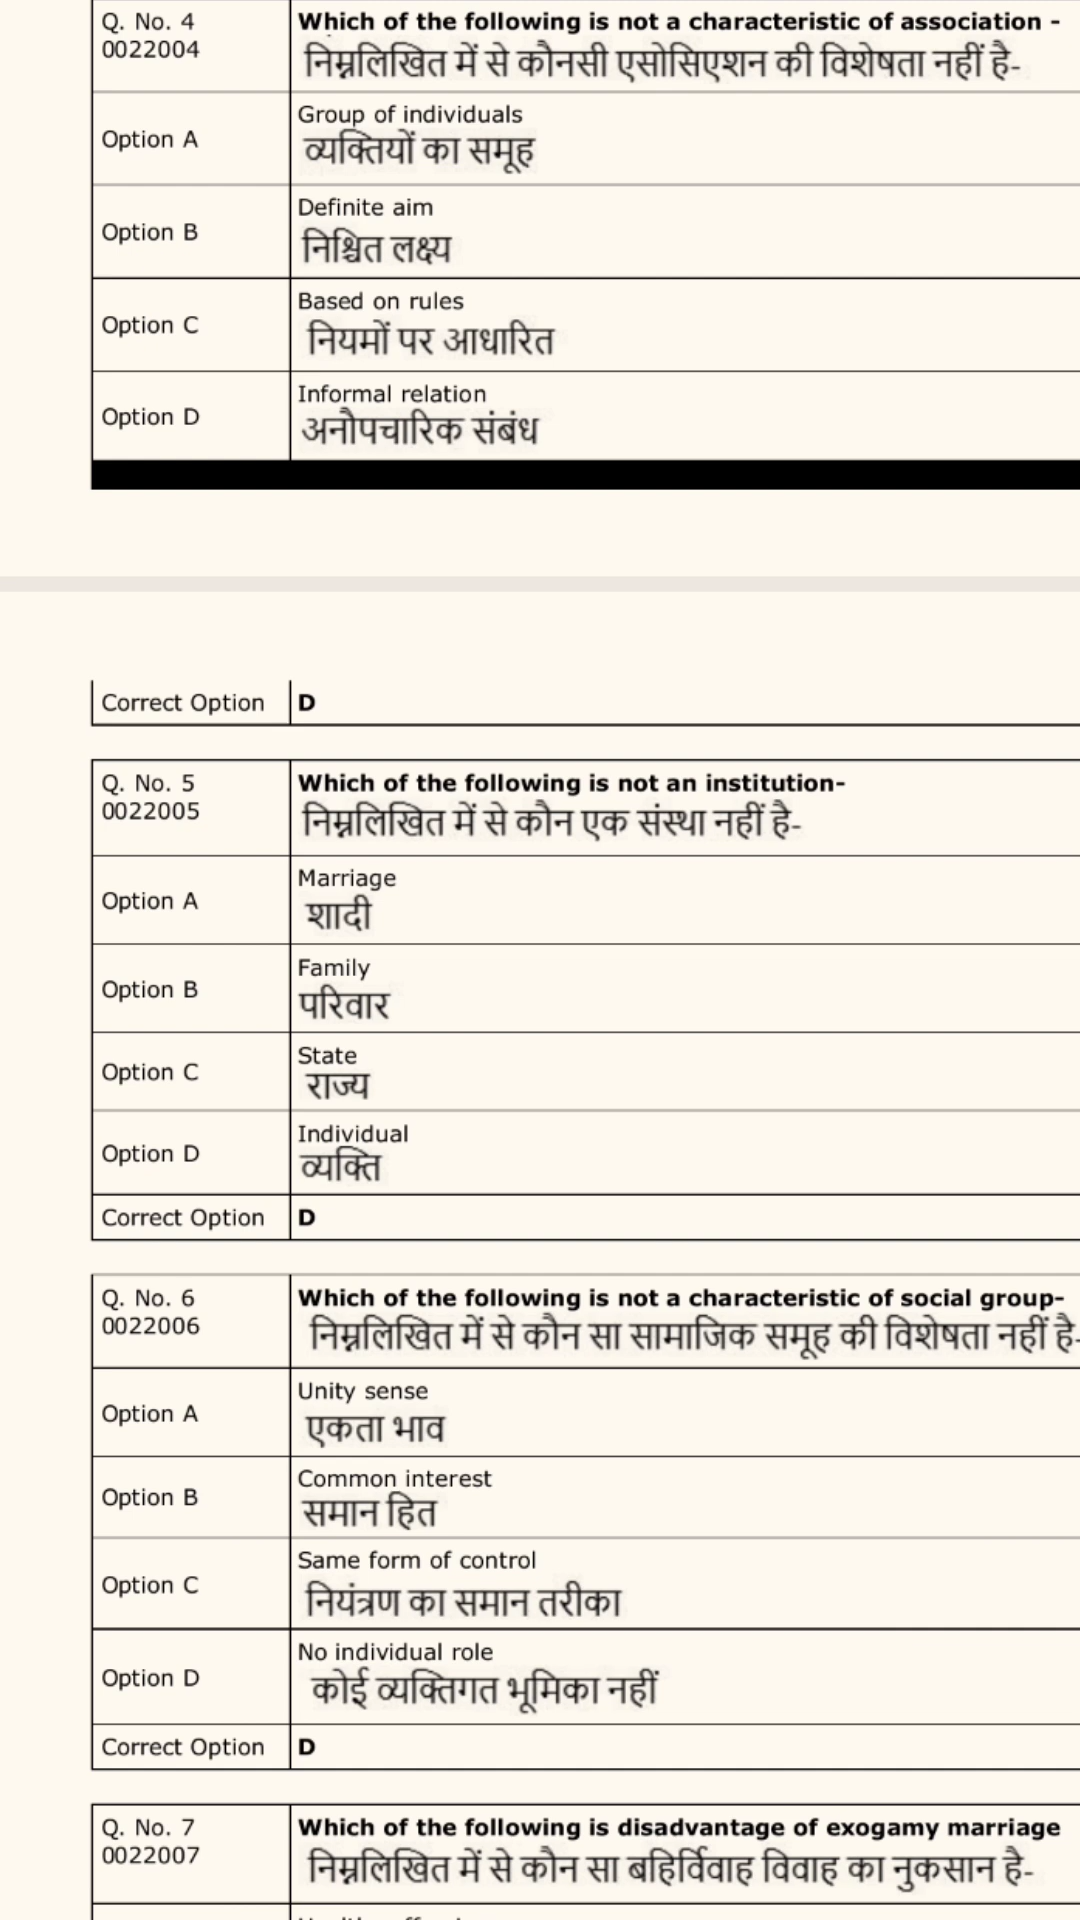 Q. No. 4
0022004
Which of the following is not a characteristic of association -
निम्नलिखित में से कौनसी एसोसिएशन की विशेषता नहीं है-
Option A
Group of individuals
व्यक्तियों का समूह
Option B
Definite aim
निश्चित लक्ष्य
Option C
Based on rules
नियमों पर आधारित
Option D
Informal relation
अनौपचारिक संबंध
Correct Option D
Q. No. 5
0022005
Which of the following is not an institution-
निम्नलिखित में से कौन एक संस्था नहीं है-
Option A
Marriage
शादी
Option B
Family
परिवार
Option C
State
राज्य
Option D
Individual
व्यक्ति
Correct Option D
Q. No. 6
0022006
Which of the following is not a characteristic of social group-
निम्नलिखित में से कौन सा सामाजिक समूह की विशेषता नहीं है-
Option A
Unity sense
एकता भाव
Option B
Common interest
समान हित
Option C
Same form of control
नियंत्रण का समान तरीका
Option D
No individual role
कोई व्यक्तिगत भूमिका नहीं
Correct Option D
Q. No. 7
0022007
Which of the following is disadvantage of exogamy marriage
निम्नलिखित में से कौन सा बहिर्विवाह विवाह का नुकसान है-